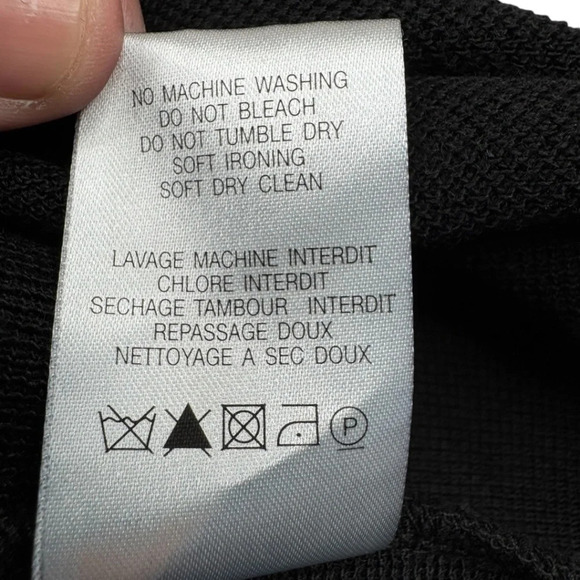 NO MACHINE WASHING
DO NOT BLEACH
DO NOT TUMBLE DRY
SOFT IRONING
SOFT DRY CLEAN
LAVAGE MACHINE INTERDIT
CHLORE INTERDIT
SECHAGE TAMBOUR INTERDIT
REPASSAGE DOUX
NETTOYAGE A SEC DOUX
P